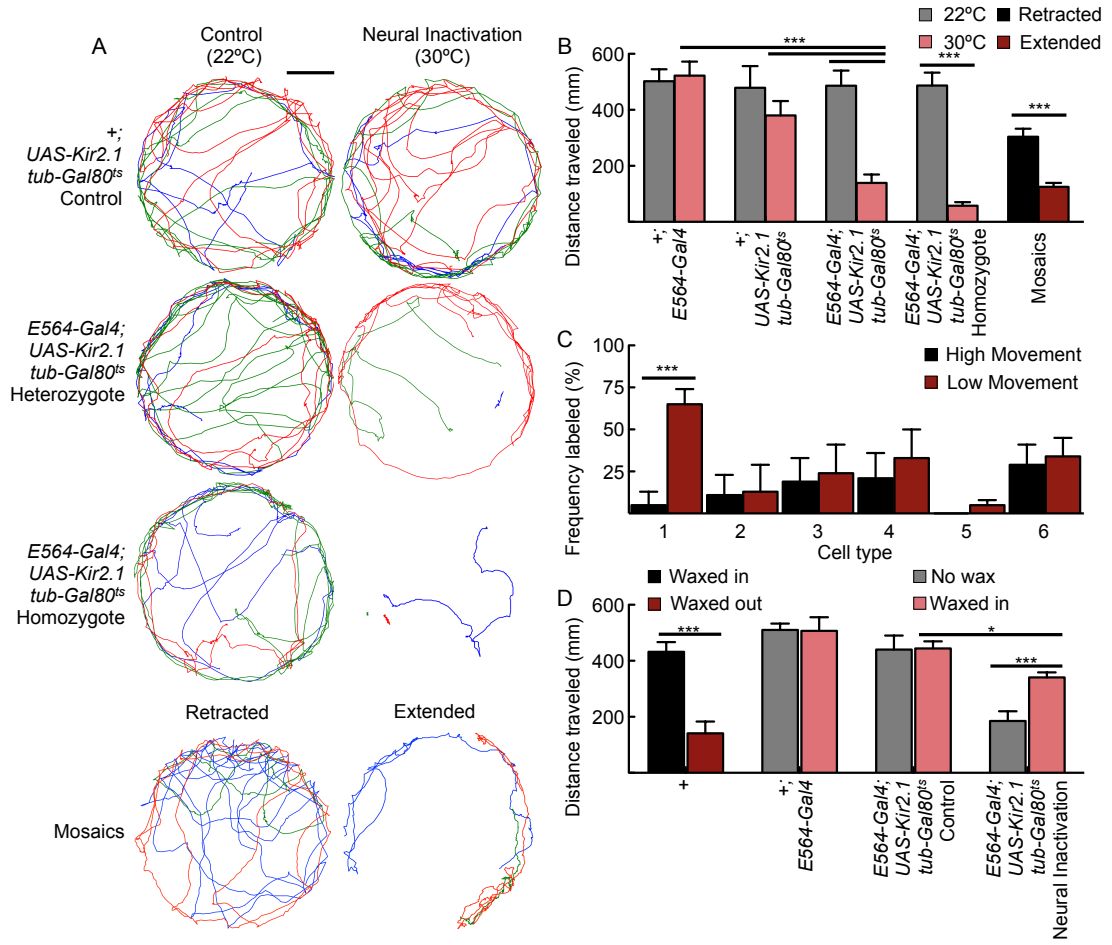 A
Control
(22ºC)
Neural Inactivation
(30ºC)
+;
UAS-Kir2.1
tub-Gal80ts
Control
E564-Gal4;
UAS-Kir2.1
tub-Gal80ts
Heterozygote
E564-Gal4;
UAS-Kir2.1
tub-Gal80ts
Homozygote
Retracted
Extended
Mosaics
B
22ºC
Retracted
30ºC
Extended
Distance traveled (mm)
600
400
200
***
***
***
+;
E564-Gal4
+;
UAS-Kir2.1
tub-Gal80ts
E564-Gal4;
UAS-Kir2.1
tub-Gal80ts
E564-Gal4;
UAS-Kir2.1
tub-Gal80ts
Homozygote
Mosaics
C
High Movement
Low Movement
Frequency labeled (%)
100
75
50
25
***
1 2 3 4 5 6
Cell type
D
Waxed in
No wax
Waxed out
Waxed in
Distance traveled (mm)
600
400
200
***
*
***
+
+;
E564-Gal4
E564-Gal4;
UAS-Kir2.1
tub-Gal80ts
Control
E564-Gal4;
UAS-Kir2.1
tub-Gal80ts
Neural Inactivation